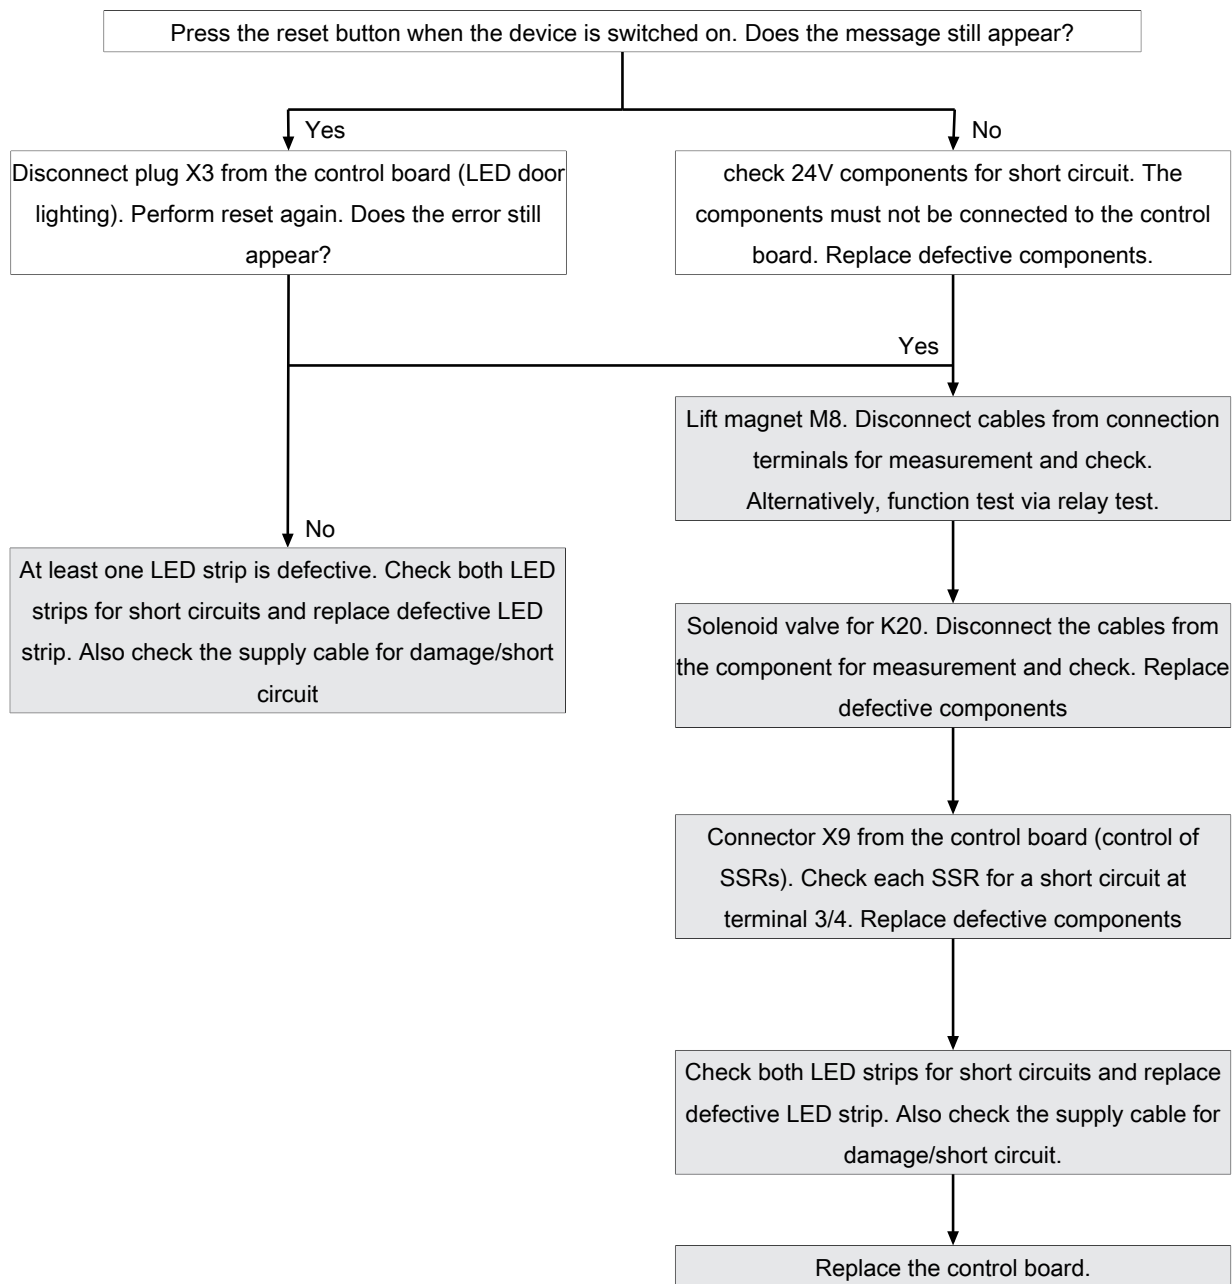 Press the reset button when the device is switched on. Does the message still appear?
Yes
No
Disconnect plug X3 from the control board (LED door
lighting). Perform reset again. Does the error still
appear?
check 24V components for short circuit. The
components must not be connected to the control
board. Replace defective components.
Yes
Lift magnet M8. Disconnect cables from connection
terminals for measurement and check.
Alternatively, function test via relay test.
No
At least one LED strip is defective. Check both LED
strips for short circuits and replace defective LED
strip. Also check the supply cable for damage/short
circuit
Solenoid valve for K20. Disconnect the cables from
the component for measurement and check. Replace
defective components
Connector X9 from the control board (control of
SSRs). Check each SSR for a short circuit at
terminal 3/4. Replace defective components
Check both LED strips for short circuits and replace
defective LED strip. Also check the supply cable for
damage/short circuit.
Replace the control board.